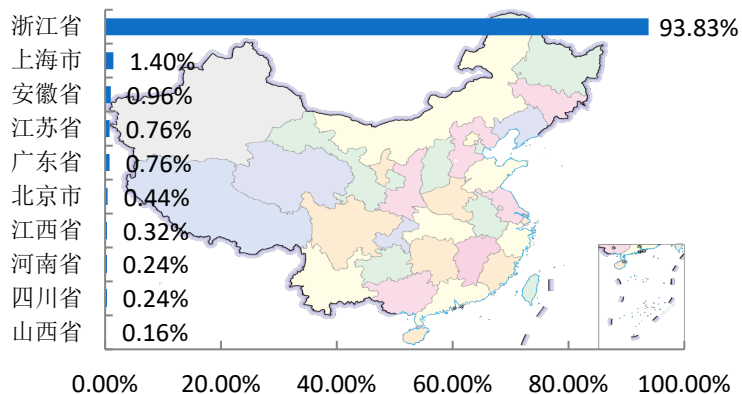 浙江省 93.83%
上海市 1.40%
安徽省 0.96%
江苏省 0.76%
广东省 0.76%
北京市 0.44%
江西省 0.32%
河南省 0.24%
四川省 0.24%
山西省 0.16%
0.00% 20.00% 40.00% 60.00% 80.00% 100.00%